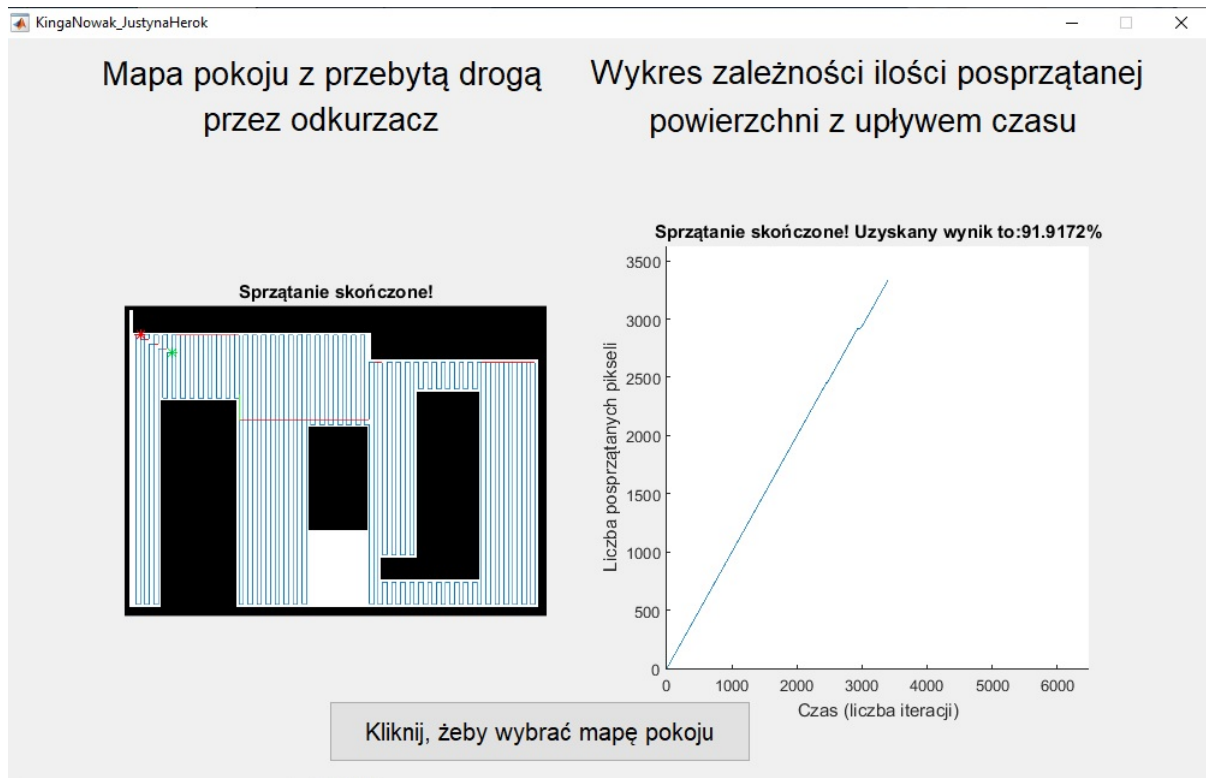 KingaNowak_JustynaHerok
Mapa pokoju z przebytą drogą
przez odkurzacz
Wykres zależności ilości posprzątanej
powierzchni z upływem czasu
Sprzątanie skończone!
Sprzątanie skończone! Uzyskany wynik to:91.9172%
Liczba posprzątanych pikseli
3500
3000
2500
2000
1500
1000
500
0
0 1000 2000 3000 4000 5000 6000
Czas (liczba iteracji)
Kliknij, żeby wybrać mapę pokoju